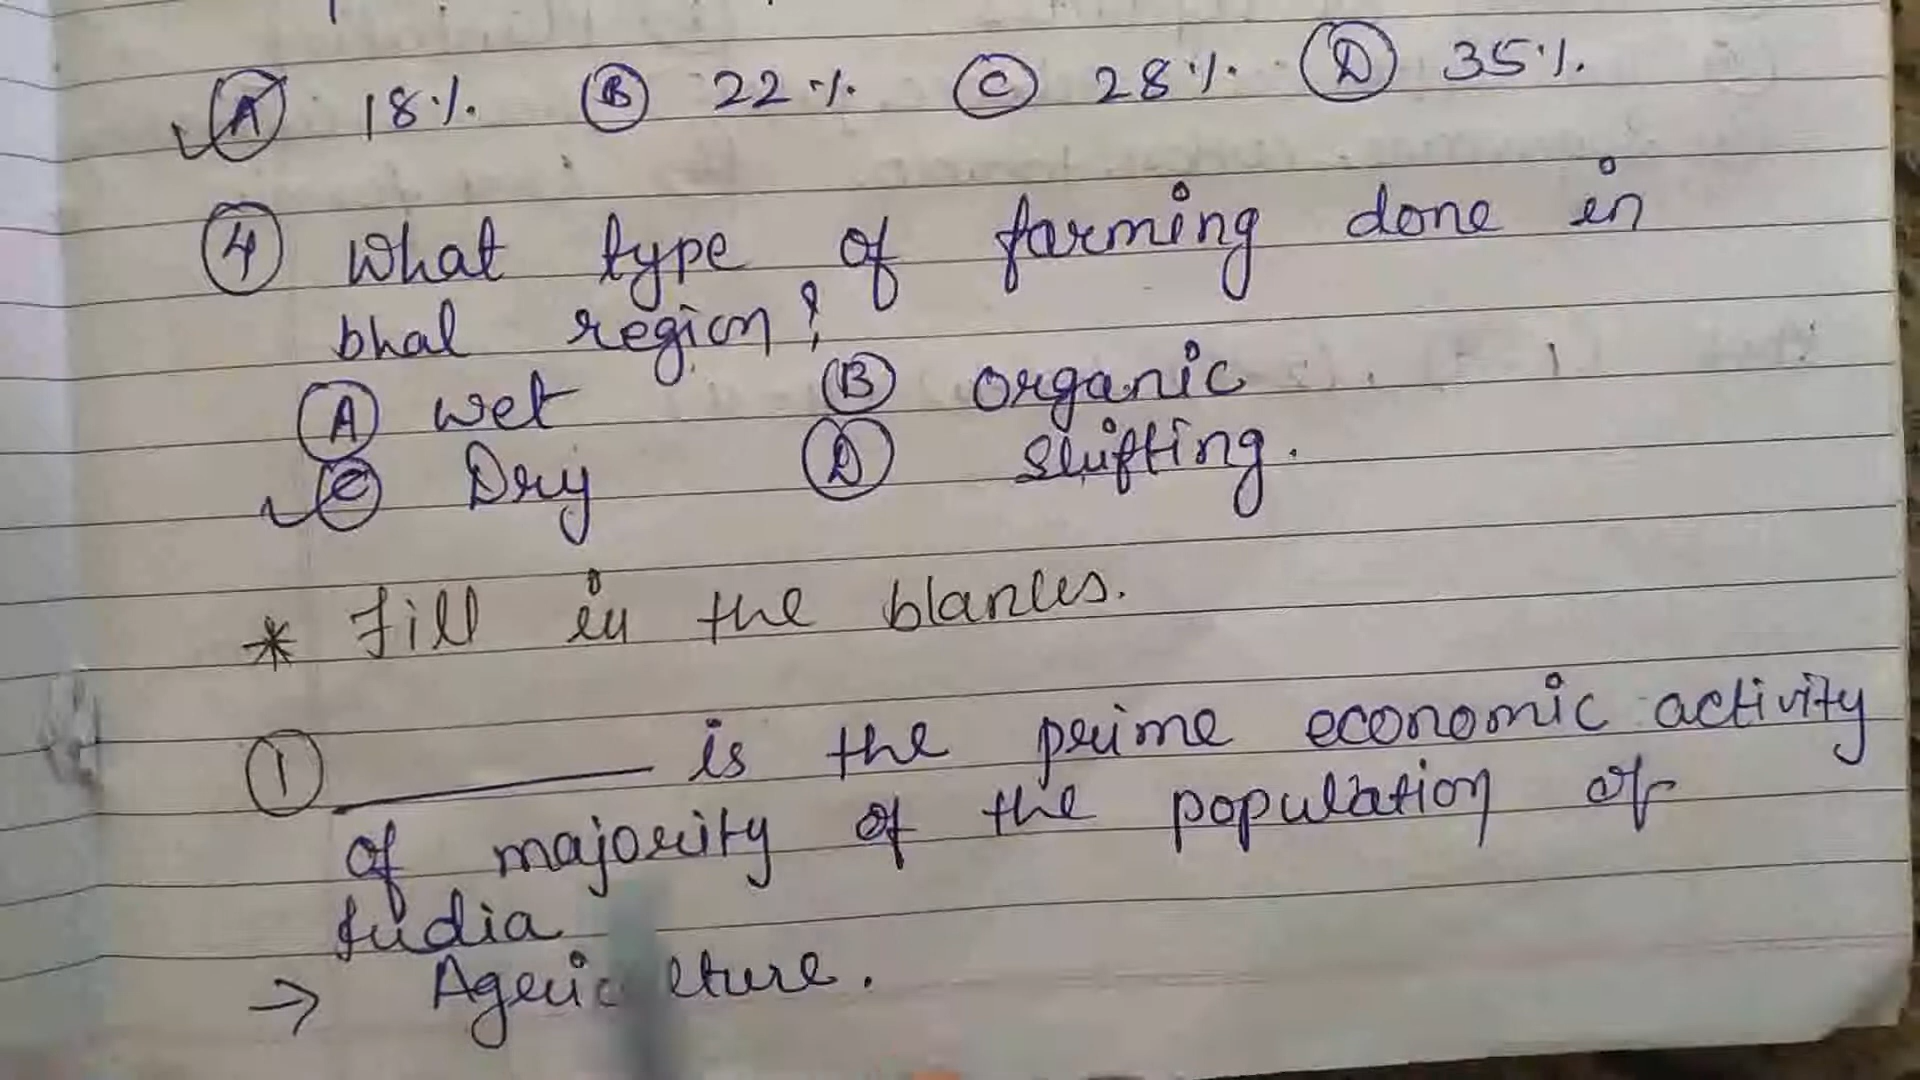 A 18% B 22% C 28% D 35%
4 What type of farming done in
bhal region?
A wet B organic
C Dry D shifting.
* Fill in the blanks.
1 ______ is the prime economic activity
of majority of the population of
India
→ Agriculture.